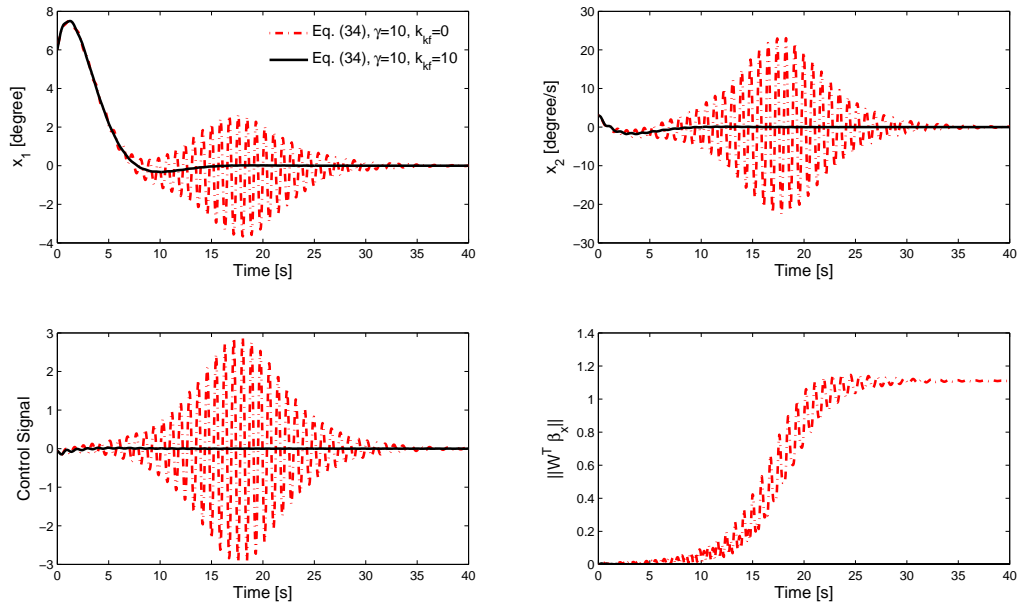 8
6
4
2
0
−2
−4
x₁ [degree]
Eq. (34), γ=10, k_kf=0
Eq. (34), γ=10, k_kf=10
0 5 10 15 20 25 30 35 40
Time [s]
30
20
10
0
−10
−20
−30
x₂ [degree/s]
0 5 10 15 20 25 30 35 40
Time [s]
3
2
1
0
−1
−2
−3
Control Signal
0 5 10 15 20 25 30 35 40
Time [s]
1.4
1.2
1
0.8
0.6
0.4
0.2
0
||Wᵀ βₓ||
0 5 10 15 20 25 30 35 40
Time [s]